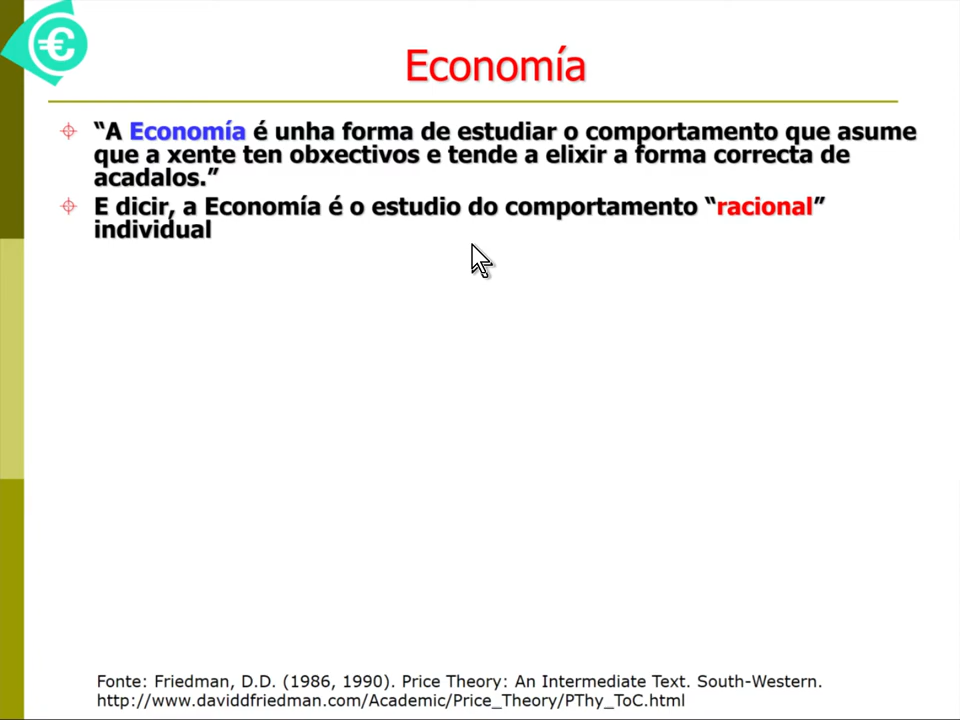 €
Economía
“A Economía é unha forma de estudiar o comportamento que asume
que a xente ten obxectivos e tende a elixir a forma correcta de
acadalos.”
E dicir, a Economía é o estudio do comportamento “racional”
individual
Fonte: Friedman, D.D. (1986, 1990). Price Theory: An Intermediate Text. South-Western.
http://www.daviddfriedman.com/Academic/Price_Theory/PThy_ToC.html